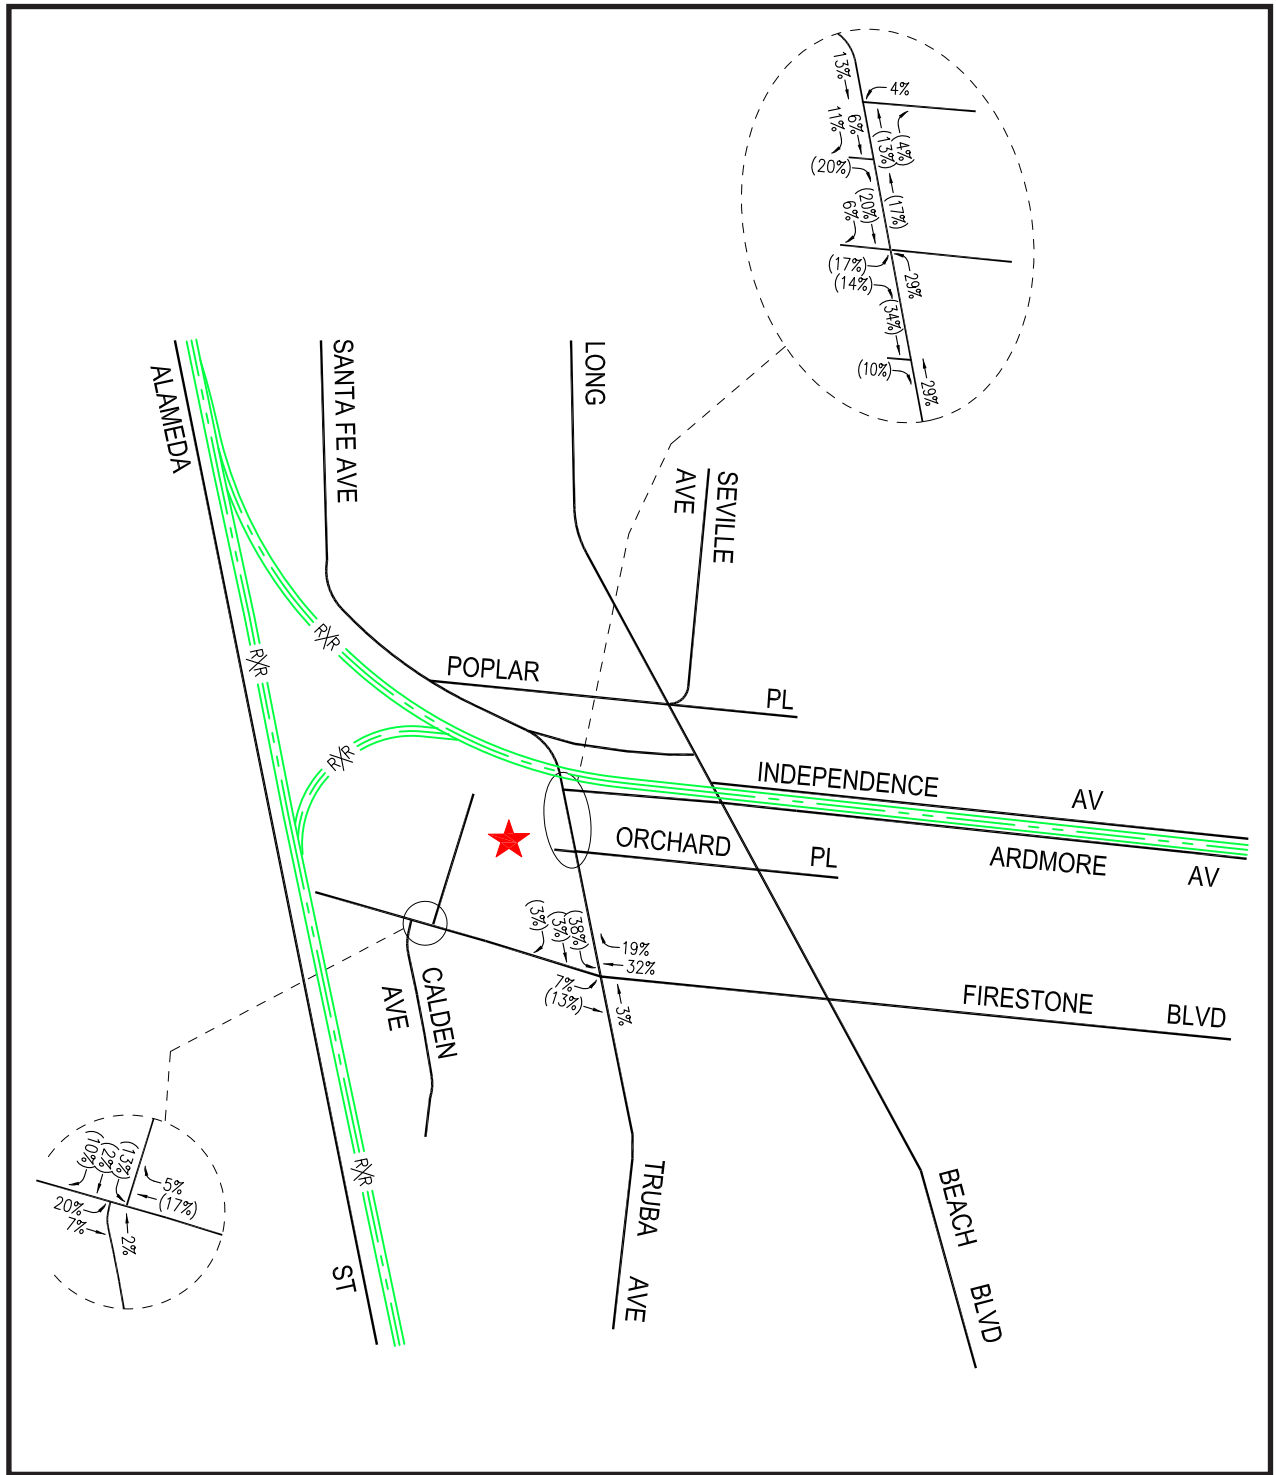 13%
4%
11%
6%
(13%)
(4%)
(20%)
(20%)
6%
(17%)
(17%)
(14%)
29%
(34%)
(10%)
29%
ALAMEDA
SANTA FE AVE
LONG
SEVILLE
AVE
R R
R R
POPLAR
PL
R R
INDEPENDENCE
AV
ORCHARD
PL
ARDMORE
AV
(3%)
(3%)
(38%)
19%
32%
7%
(13%)
3%
CALDEN
AVE
FIRESTONE
BLVD
(10%)
(2%)
(13%)
5%
(17%)
20%
7%
2%
R R
ST
TRUBA
AVE
BEACH
BLVD